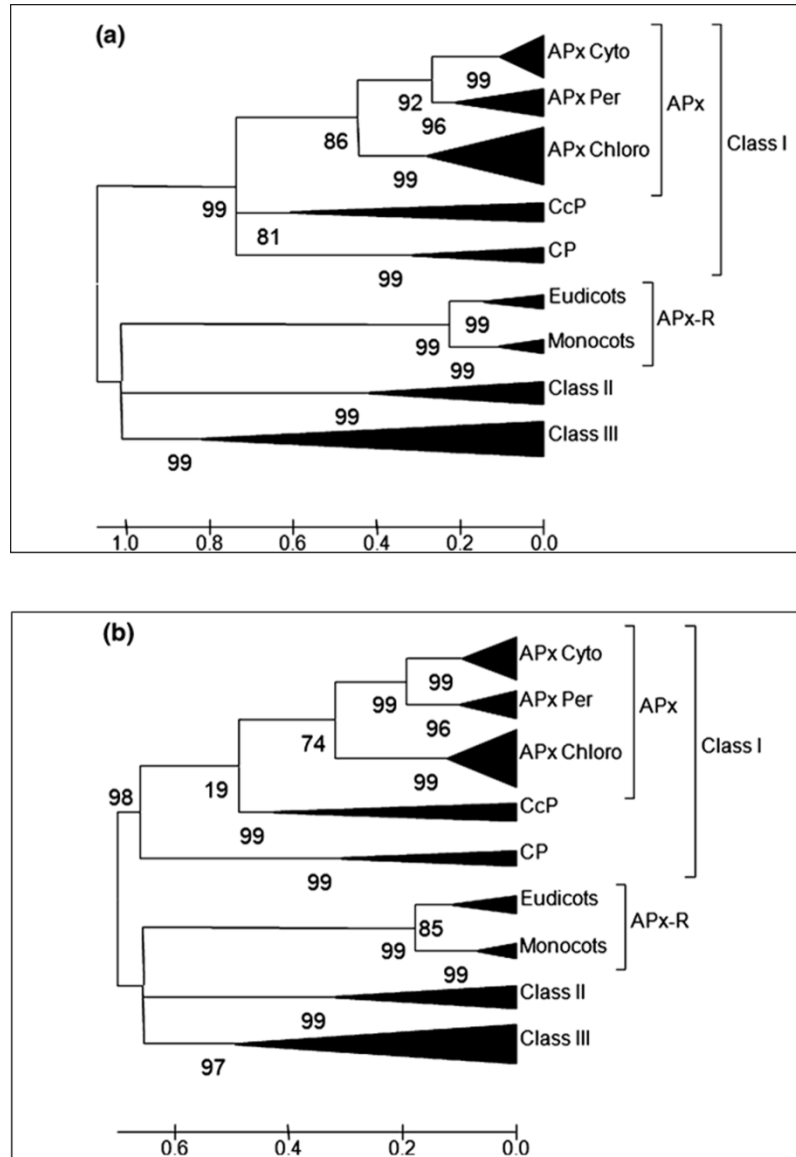 (a)
APx Cyto
99
APx Per
92
96
APx
86
APx Chloro
Class I
99
CcP
99
81
CP
99
Eudicots
99
APx-R
99
Monocots
99
Class II
99
Class III
99
1.0 0.8 0.6 0.4 0.2 0.0
(b)
APx Cyto
99
99
APx Per
96
APx
74
APx Chloro
Class I
99
98
19
CcP
99
CP
99
Eudicots
85
APx-R
99
Monocots
99
Class II
99
Class III
97
0.6 0.4 0.2 0.0